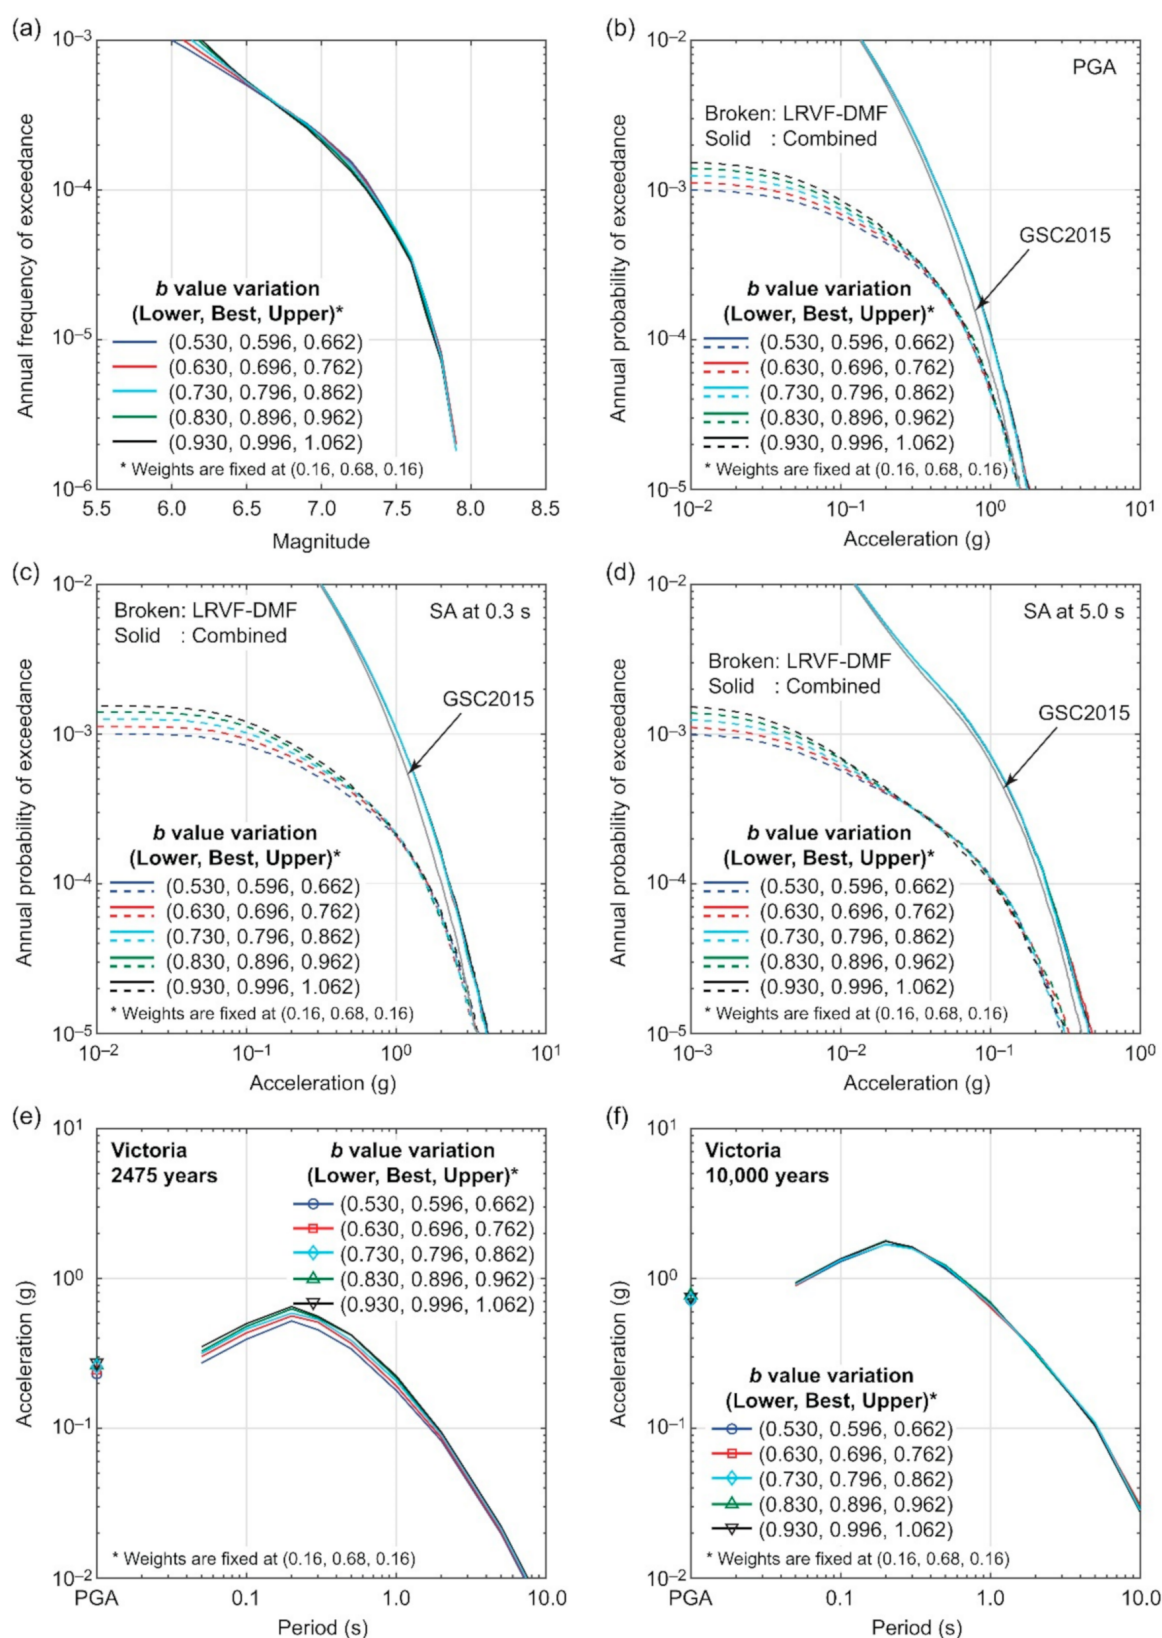 (a)
10⁻³
10⁻⁴
10⁻⁵
10⁻⁶
Annual frequency of exceedance
b value variation
(Lower, Best, Upper)*
(0.530, 0.596, 0.662)
(0.630, 0.696, 0.762)
(0.730, 0.796, 0.862)
(0.830, 0.896, 0.962)
(0.930, 0.996, 1.062)
* Weights are fixed at (0.16, 0.68, 0.16)
5.5 6.0 6.5 7.0 7.5 8.0 8.5
Magnitude
(b)
10⁻²
10⁻³
10⁻⁴
10⁻⁵
Annual probability of exceedance
PGA
Broken: LRVF-DMF
Solid : Combined
GSC2015
b value variation
(Lower, Best, Upper)*
(0.530, 0.596, 0.662)
(0.630, 0.696, 0.762)
(0.730, 0.796, 0.862)
(0.830, 0.896, 0.962)
(0.930, 0.996, 1.062)
* Weights are fixed at (0.16, 0.68, 0.16)
10⁻² 10⁻¹ 10⁰ 10¹
Acceleration (g)
(c)
10⁻²
10⁻³
10⁻⁴
10⁻⁵
Annual probability of exceedance
Broken: LRVF-DMF
Solid : Combined
SA at 0.3 s
GSC2015
b value variation
(Lower, Best, Upper)*
(0.530, 0.596, 0.662)
(0.630, 0.696, 0.762)
(0.730, 0.796, 0.862)
(0.830, 0.896, 0.962)
(0.930, 0.996, 1.062)
* Weights are fixed at (0.16, 0.68, 0.16)
10⁻² 10⁻¹ 10⁰ 10¹
Acceleration (g)
(d)
10⁻²
10⁻³
10⁻⁴
10⁻⁵
Annual probability of exceedance
SA at 5.0 s
Broken: LRVF-DMF
Solid : Combined
GSC2015
b value variation
(Lower, Best, Upper)*
(0.530, 0.596, 0.662)
(0.630, 0.696, 0.762)
(0.730, 0.796, 0.862)
(0.830, 0.896, 0.962)
(0.930, 0.996, 1.062)
* Weights are fixed at (0.16, 0.68, 0.16)
10⁻³ 10⁻² 10⁻¹ 10⁰
Acceleration (g)
(e)
10¹
10⁰
10⁻¹
10⁻²
Acceleration (g)
Victoria
2475 years
b value variation
(Lower, Best, Upper)*
(0.530, 0.596, 0.662)
(0.630, 0.696, 0.762)
(0.730, 0.796, 0.862)
(0.830, 0.896, 0.962)
(0.930, 0.996, 1.062)
* Weights are fixed at (0.16, 0.68, 0.16)
PGA 0.1 1.0 10.0
Period (s)
(f)
10¹
10⁰
10⁻¹
10⁻²
Acceleration (g)
Victoria
10,000 years
b value variation
(Lower, Best, Upper)*
(0.530, 0.596, 0.662)
(0.630, 0.696, 0.762)
(0.730, 0.796, 0.862)
(0.830, 0.896, 0.962)
(0.930, 0.996, 1.062)
* Weights are fixed at (0.16, 0.68, 0.16)
PGA 0.1 1.0 10.0
Period (s)